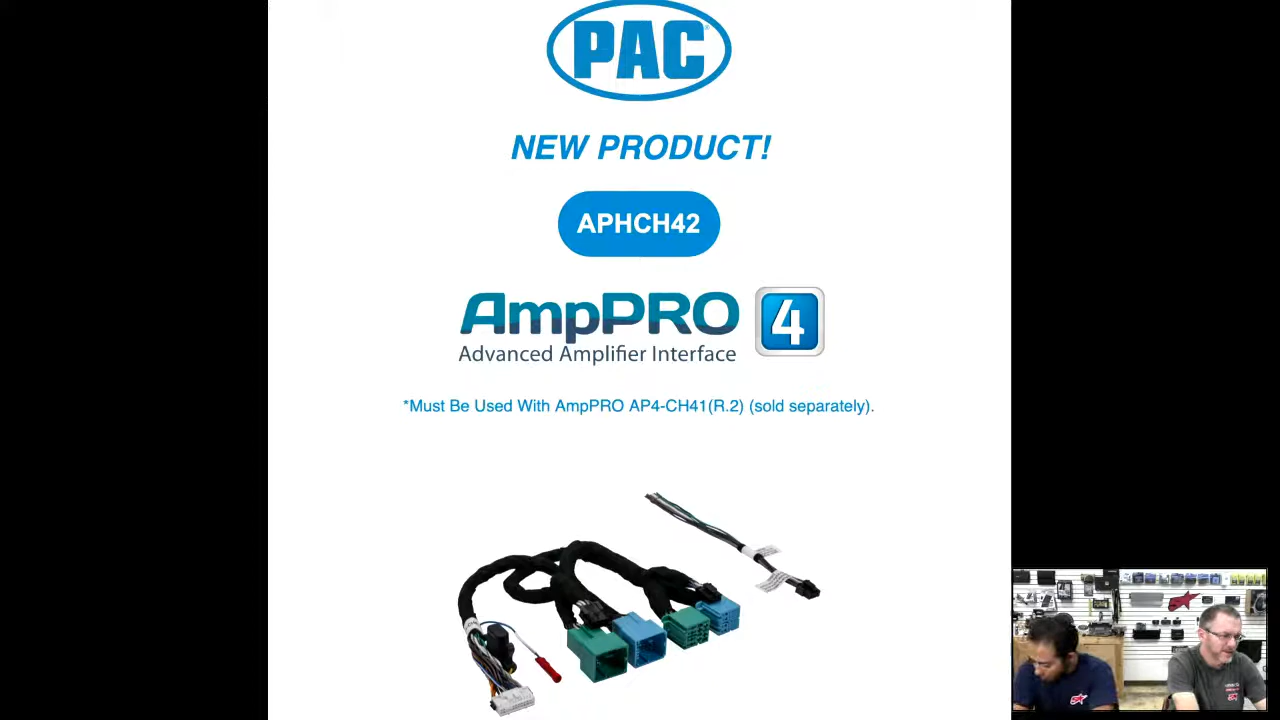 PAC®
NEW PRODUCT!
APHCH42
AmpPRO 4
Advanced Amplifier Interface
*Must Be Used With AmpPRO AP4-CH41(R.2) (sold separately).